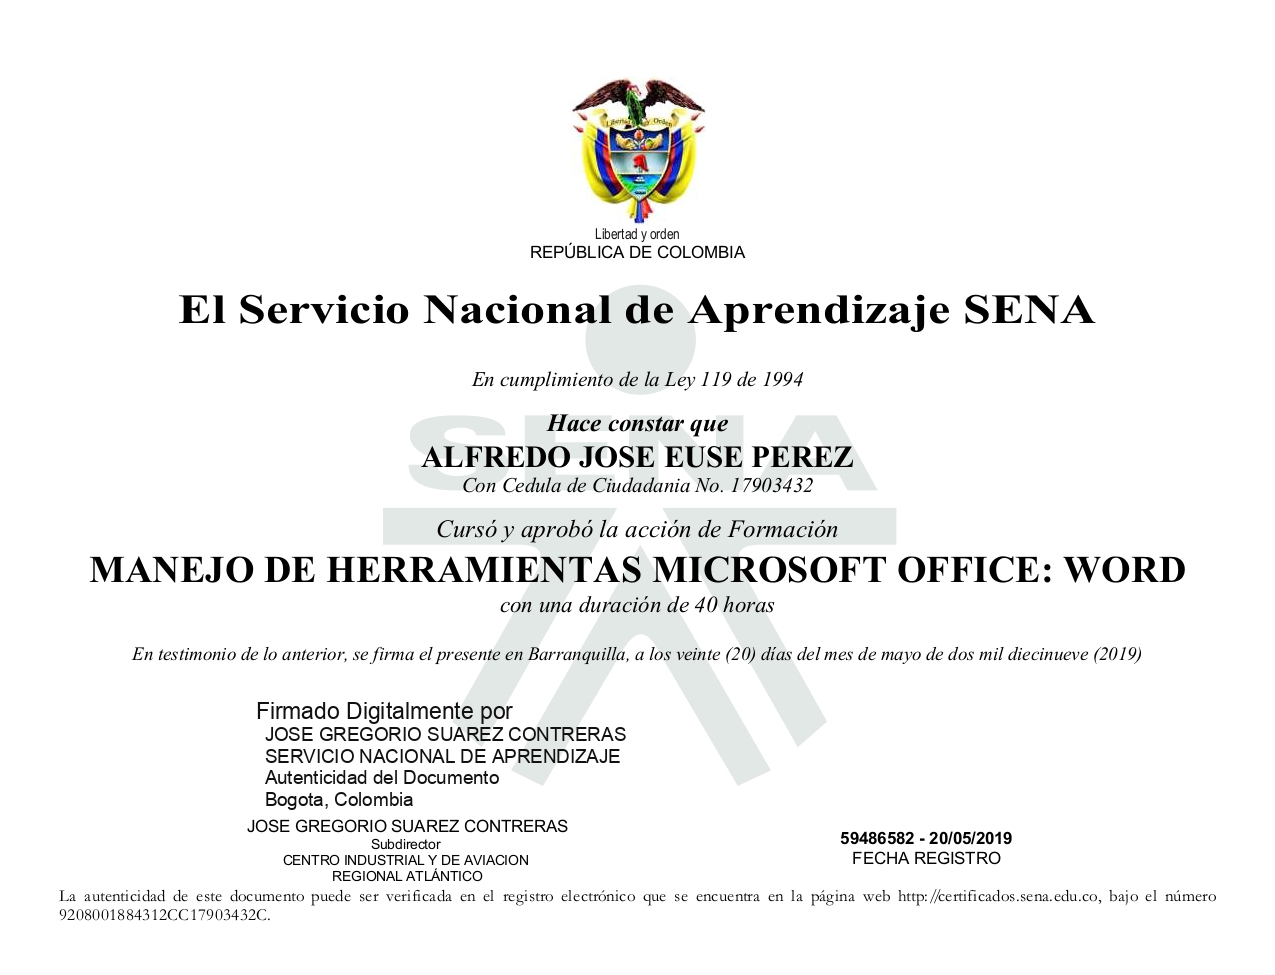 Libertad y Orden
Libertad y orden
REPÚBLICA DE COLOMBIA
El Servicio Nacional de Aprendizaje SENA
En cumplimiento de la Ley 119 de 1994
Hace constar que
SENA
ALFREDO JOSE EUSE PEREZ
Con Cedula de Ciudadania No. 17903432
Cursó y aprobó la acción de Formación
MANEJO DE HERRAMIENTAS MICROSOFT OFFICE: WORD
con una duración de 40 horas
En testimonio de lo anterior, se firma el presente en Barranquilla, a los veinte (20) días del mes de mayo de dos mil diecinueve (2019)
Firmado Digitalmente por
JOSE GREGORIO SUAREZ CONTRERAS
SERVICIO NACIONAL DE APRENDIZAJE
Autenticidad del Documento
Bogota, Colombia
JOSE GREGORIO SUAREZ CONTRERAS
Subdirector
CENTRO INDUSTRIAL Y DE AVIACION
REGIONAL ATLÁNTICO
59486582 - 20/05/2019
FECHA REGISTRO
La autenticidad de este documento puede ser verificada en el registro electrónico que se encuentra en la página web http://certificados.sena.edu.co, bajo el número
9208001884312CC17903432C.